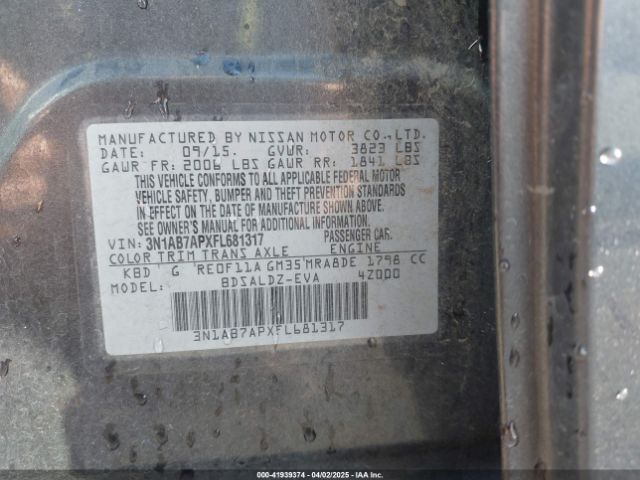 MANUFACTURED BY NISSAN MOTOR CO.,LTD.
DATE: 09/15. GVWR: 3823 LBS
GAWR FR: 2006 LBS GAWR RR: 1841 LBS
THIS VEHICLE CONFORMS TO ALL APPLICABLE FEDERAL MOTOR
VEHICLE SAFETY, BUMPER AND THEFT PREVENTION STANDARDS
IN EFFECT ON THE DATE OF MANUFACTURE SHOWN ABOVE.
SEE OWNER'S MANUAL FOR ADDITIONAL INFORMATION.
VIN: 3N1AB7APXFL681317 PASSENGER CAR.
COLOR TRIM TRANS AXLE ENGINE
KBD G RE0F11A GM35 MRA8DE 1798 CC
MODEL: BDSALDZ-EVA 4Z000
3N1AB7APXFL681317
000-41939374 - 04/02/2025 - IAA Inc.